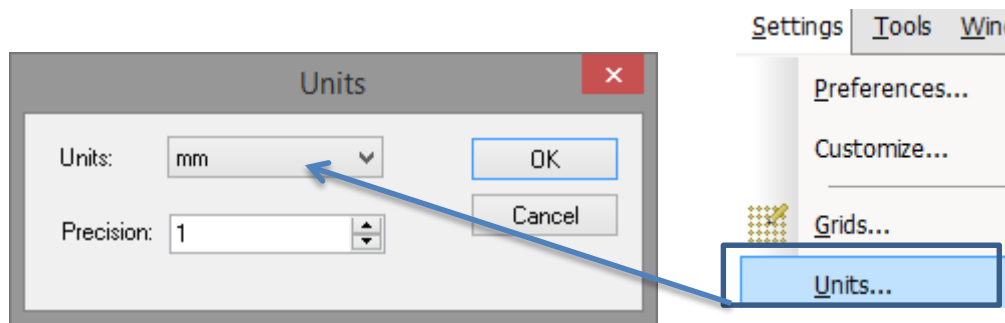 Units
Units: mm
OK
Precision: 1
Cancel
Settings Tools
Preferences...
Customize...
Grids...
Units...